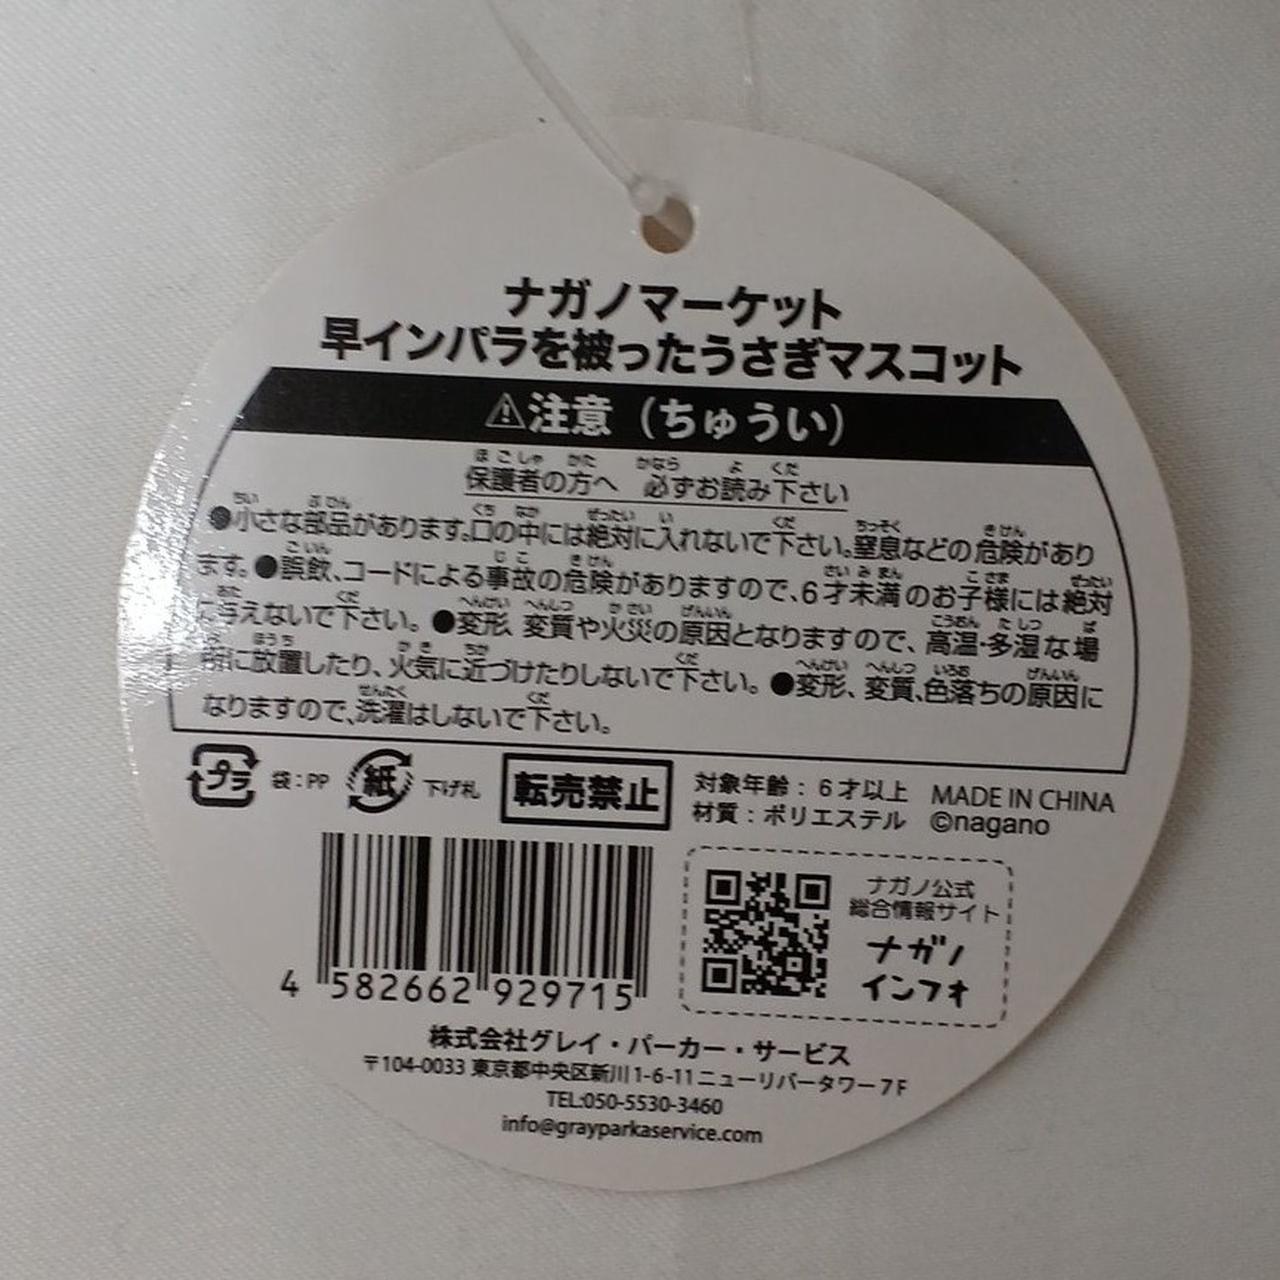 ナガノマーケット
早インパラを被ったうさぎマスコット
⚠注意（ちゅうい）
保護者の方へ 必ずお読み下さい
●小さな部品があります。口の中には絶対に入れないで下さい。窒息などの危険があり
ます。●誤飲、コードによる事故の危険がありますので、6才未満のお子様には絶対
に与えないで下さい。●変形、変質や火災の原因となりますので、高温・多湿な場
所に放置したり、火気に近づけたりしないで下さい。●変形、変質、色落ちの原因に
なりますので、洗濯はしないで下さい。
プラ 袋：PP 紙 下げ札 転売禁止
対象年齢：6才以上 MADE IN CHINA
材質：ポリエステル ©nagano
4 582662 929715
ナガノ公式
総合情報サイト
ナガノ
インフォ
株式会社グレイ・パーカー・サービス
〒104-0033 東京都中央区新川1-6-11ニューリバータワー7F
TEL:050-5530-3460
info@grayparkaservice.com